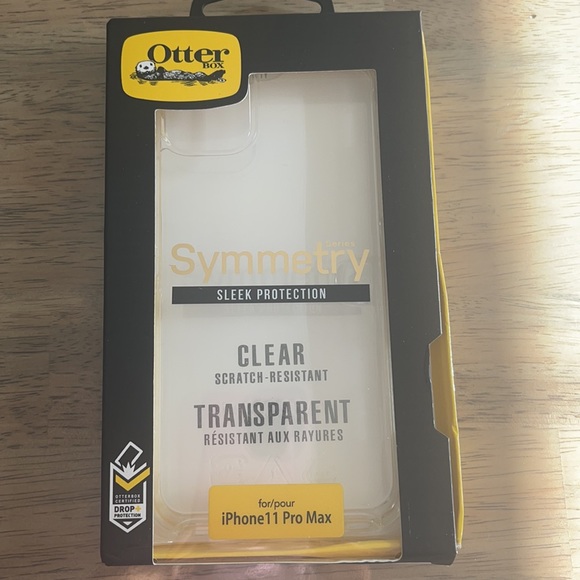 Otter
BOX
Series
Symmetry
SLEEK PROTECTION
CLEAR
SCRATCH-RESISTANT
TRANSPARENT
RÉSISTANT AUX RAYURES
for/pour
iPhone11 Pro Max
OTTERBOX
CERTIFIED
DROP+
PROTECTION